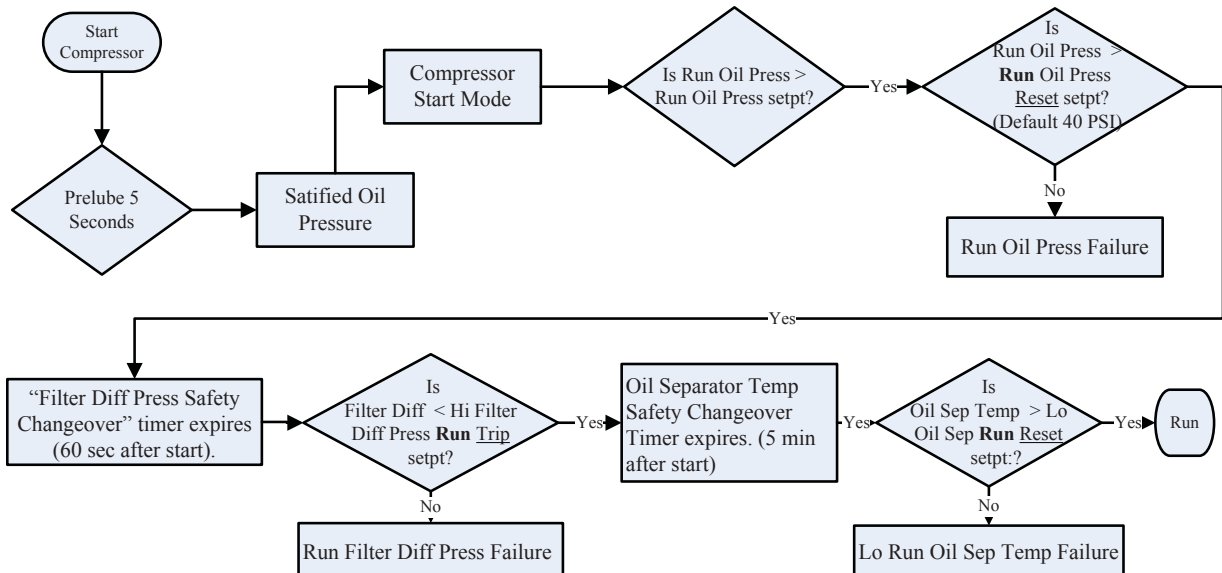 Start
Compressor
Prelube 5
Seconds
Satified Oil
Pressure
Compressor
Start Mode
Is Run Oil Press >
Run Oil Press setpt?
Yes
Is
Run Oil Press >
Run Oil Press
Reset setpt?
(Default 40 PSI)
No
Run Oil Press Failure
Yes
“Filter Diff Press Safety
Changeover” timer expires
(60 sec after start).
Is
Filter Diff < Hi Filter
Diff Press Run Trip
setpt?
No
Run Filter Diff Press Failure
Yes
Oil Separator Temp
Safety Changeover
Timer expires. (5 min
after start)
Yes
Is
Oil Sep Temp > Lo
Oil Sep Run Reset
setpt:?
No
Lo Run Oil Sep Temp Failure
Yes
Run